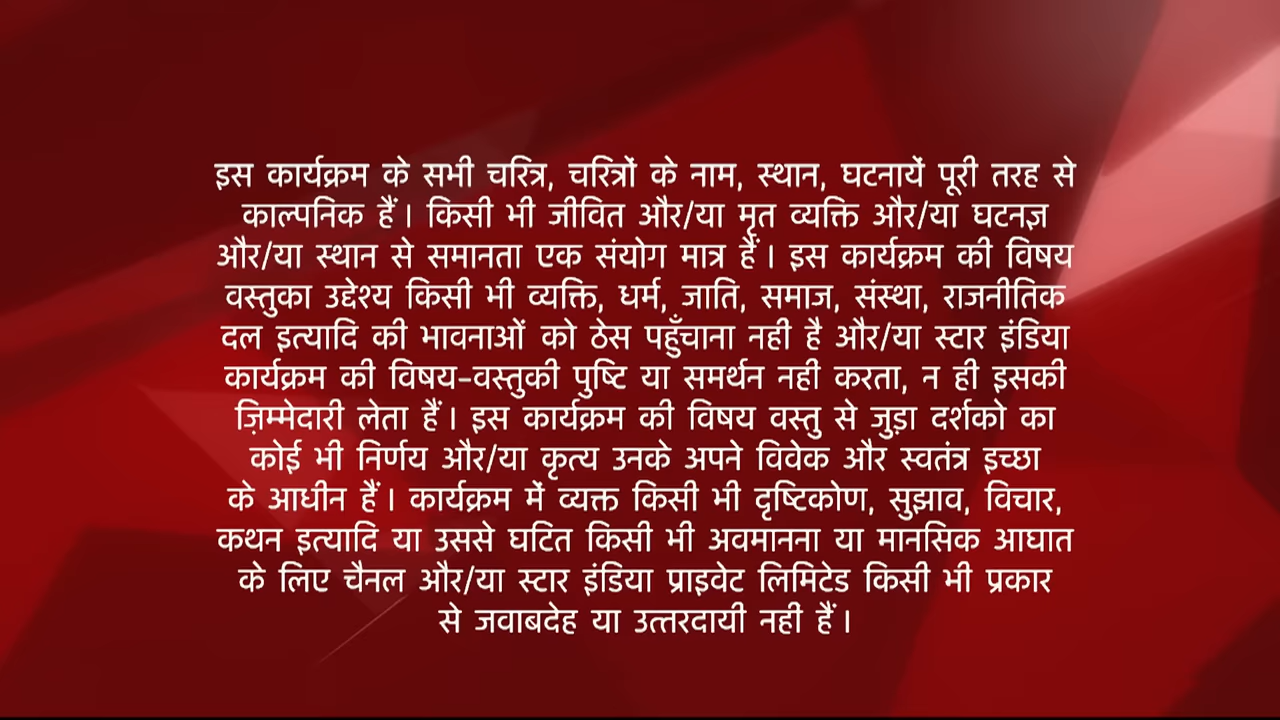 इस कार्यक्रम के सभी चरित्र, चरित्रों के नाम, स्थान, घटनायें पूरी तरह से
काल्पनिक हैं। किसी भी जीवित और/या मृत व्यक्ति और/या घटनज्ञ
और/या स्थान से समानता एक संयोग मात्र हैं। इस कार्यक्रम की विषय
वस्तुका उद्देश्य किसी भी व्यक्ति, धर्म, जाति, समाज, संस्था, राजनीतिक
दल इत्यादि की भावनाओं को ठेस पहुँचाना नही है और/या स्टार इंडिया
कार्यक्रम की विषय-वस्तुकी पुष्टि या समर्थन नही करता, न ही इसकी
ज़िम्मेदारी लेता हैं। इस कार्यक्रम की विषय वस्तु से जुड़ा दर्शको का
कोई भी निर्णय और/या कृत्य उनके अपने विवेक और स्वतंत्र इच्छा
के आधीन हैं। कार्यक्रम में व्यक्त किसी भी दृष्टिकोण, सुझाव, विचार,
कथन इत्यादि या उससे घटित किसी भी अवमानना या मानसिक आघात
के लिए चैनल और/या स्टार इंडिया प्राइवेट लिमिटेड किसी भी प्रकार
से जवाबदेह या उत्तरदायी नही हैं।